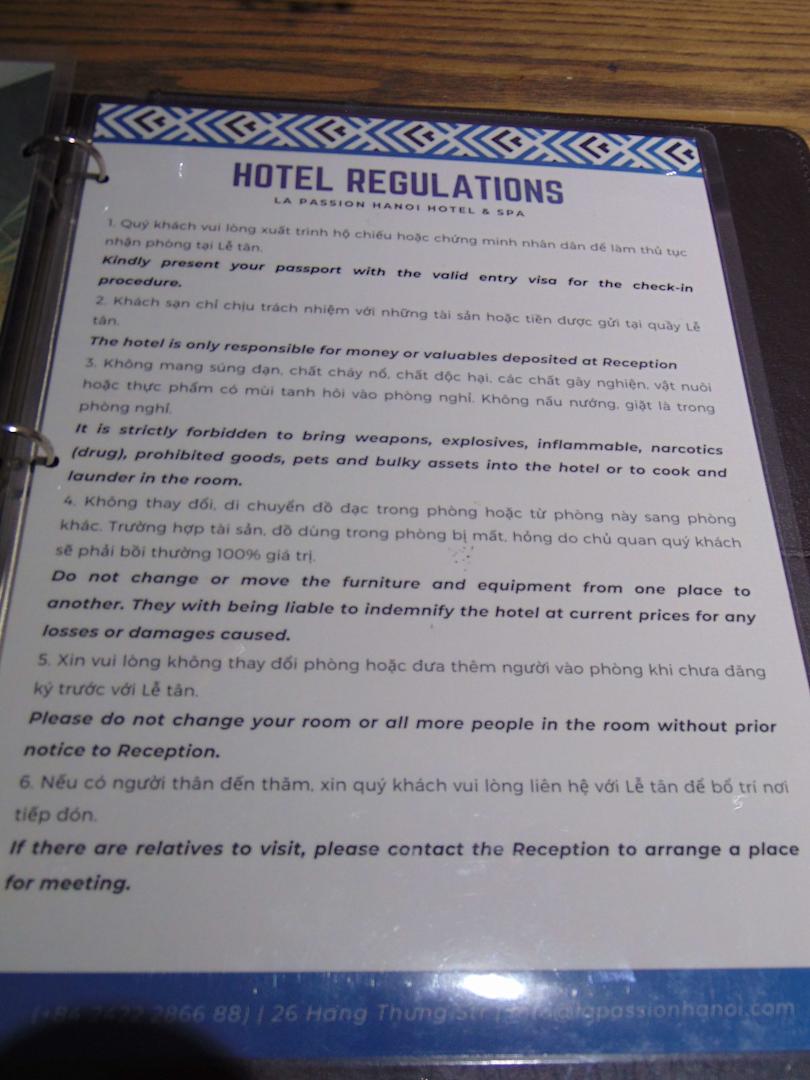 HOTEL REGULATIONS
LA PASSION HANOI HOTEL & SPA
1. Quý khách vui lòng xuất trình hộ chiếu hoặc chứng minh nhân dân để làm thủ tục
nhận phòng tại Lễ tân.
Kindly present your passport with the valid entry visa for the check-in
procedure.
2. Khách sạn chỉ chịu trách nhiệm với những tài sản hoặc tiền được gửi tại quầy Lễ
tân.
The hotel is only responsible for money or valuables deposited at Reception
3. Không mang súng đạn, chất cháy nổ, chất độc hại, các chất gây nghiện, vật nuôi
hoặc thực phẩm có mùi tanh hôi vào phòng nghỉ. Không nấu nướng, giặt là trong
phòng nghỉ.
It is strictly forbidden to bring weapons, explosives, inflammable, narcotics
(drug), prohibited goods, pets and bulky assets into the hotel or to cook and
launder in the room.
4. Không thay đổi, di chuyển đồ đạc trong phòng hoặc từ phòng này sang phòng
khác. Trường hợp tài sản, đồ dùng trong phòng bị mất, hỏng do chủ quan quý khách
sẽ phải bồi thường 100% giá trị.
Do not change or move the furniture and equipment from one place to
another. They with being liable to indemnify the hotel at current prices for any
losses or damages caused.
5. Xin vui lòng không thay đổi phòng hoặc đưa thêm người vào phòng khi chưa đăng
ký trước với Lễ tân.
Please do not change your room or all more people in the room without prior
notice to Reception.
6. Nếu có người thân đến thăm, xin quý khách vui lòng liên hệ với Lễ tân để bố trí nơi
tiếp đón.
If there are relatives to visit, please contact the Reception to arrange a place
for meeting.
2866 88) | 26 Hang Thung Str | @lapassionhanoi.com